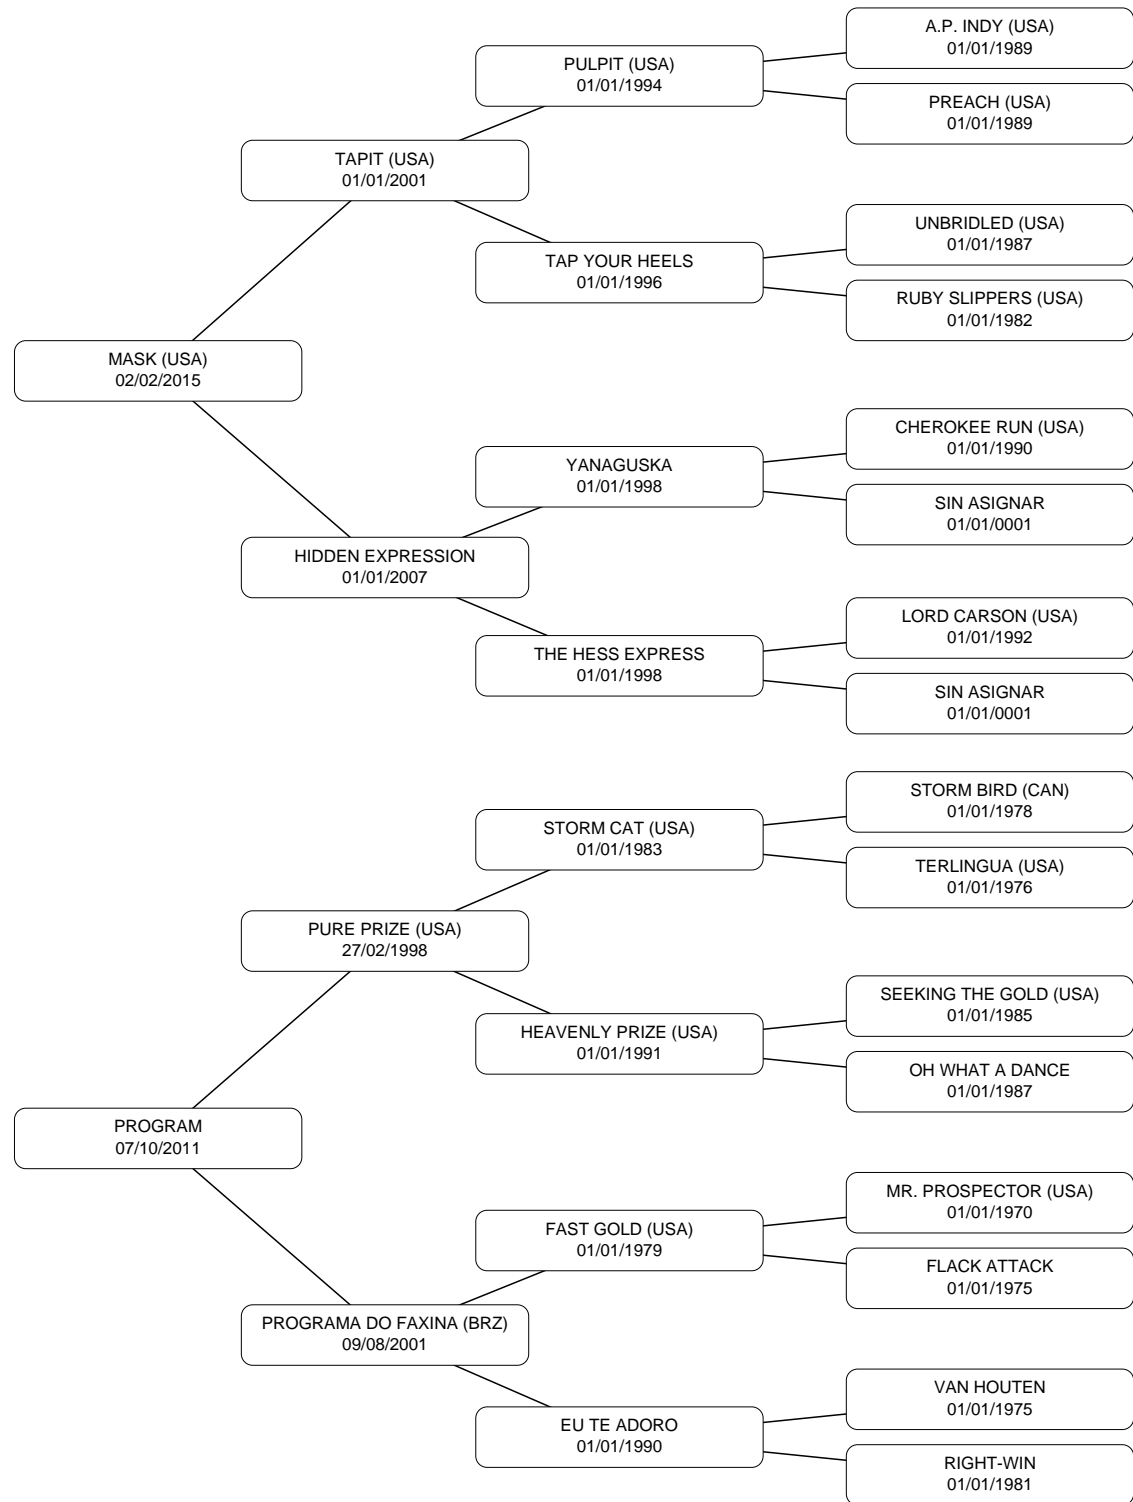 A.P. INDY (USA)
01/01/1989
PULPIT (USA)
01/01/1994
PREACH (USA)
01/01/1989
TAPIT (USA)
01/01/2001
UNBRIDLED (USA)
01/01/1987
TAP YOUR HEELS
01/01/1996
RUBY SLIPPERS (USA)
01/01/1982
MASK (USA)
02/02/2015
CHEROKEE RUN (USA)
01/01/1990
YANAGUSKA
01/01/1998
SIN ASIGNAR
01/01/0001
HIDDEN EXPRESSION
01/01/2007
LORD CARSON (USA)
01/01/1992
THE HESS EXPRESS
01/01/1998
SIN ASIGNAR
01/01/0001
STORM BIRD (CAN)
01/01/1978
STORM CAT (USA)
01/01/1983
TERLINGUA (USA)
01/01/1976
PURE PRIZE (USA)
27/02/1998
SEEKING THE GOLD (USA)
01/01/1985
HEAVENLY PRIZE (USA)
01/01/1991
OH WHAT A DANCE
01/01/1987
PROGRAM
07/10/2011
MR. PROSPECTOR (USA)
01/01/1970
FAST GOLD (USA)
01/01/1979
FLACK ATTACK
01/01/1975
PROGRAMA DO FAXINA (BRZ)
09/08/2001
VAN HOUTEN
01/01/1975
EU TE ADORO
01/01/1990
RIGHT-WIN
01/01/1981